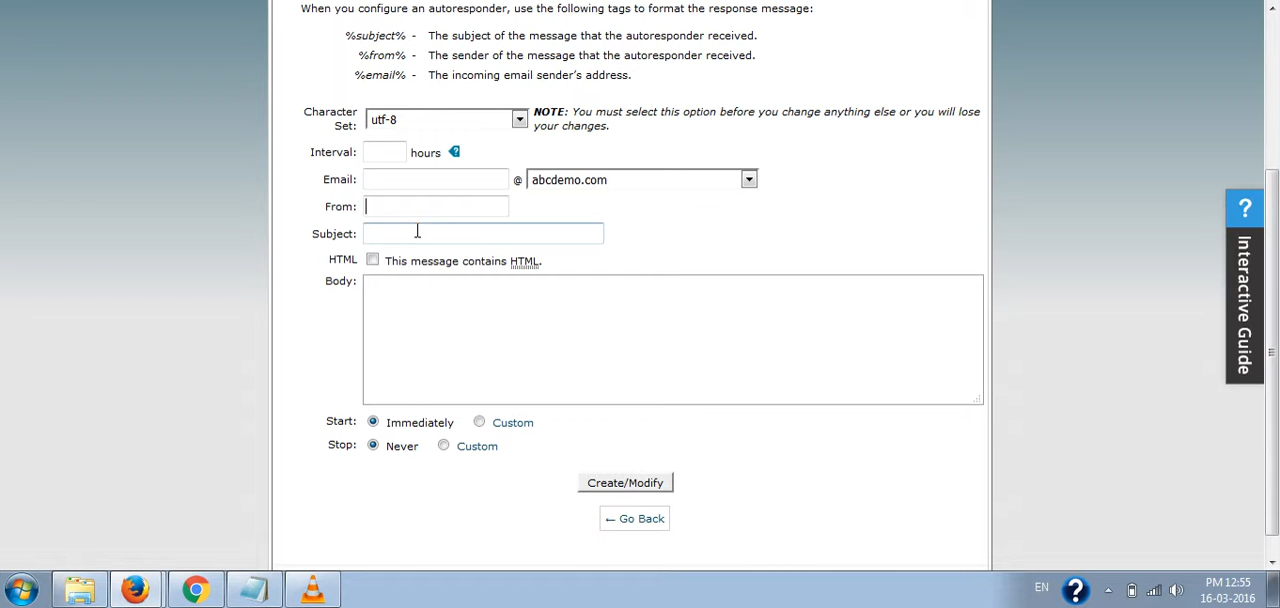 When you configure an autoresponder, use the following tags to format the response message:
%subject% - The subject of the message that the autoresponder received.
%from% - The sender of the message that the autoresponder received.
%email% - The incoming email sender's address.
Character Set: utf-8 NOTE: You must select this option before you change anything else or you will lose your changes.
Interval: hours
Email: @ abcdemo.com
From:
Subject:
HTML This message contains HTML.
Body:
Start: Immediately Custom
Stop: Never Custom
Create/Modify
← Go Back
? Interactive Guide
EN ? PM 12:55
16-03-2016